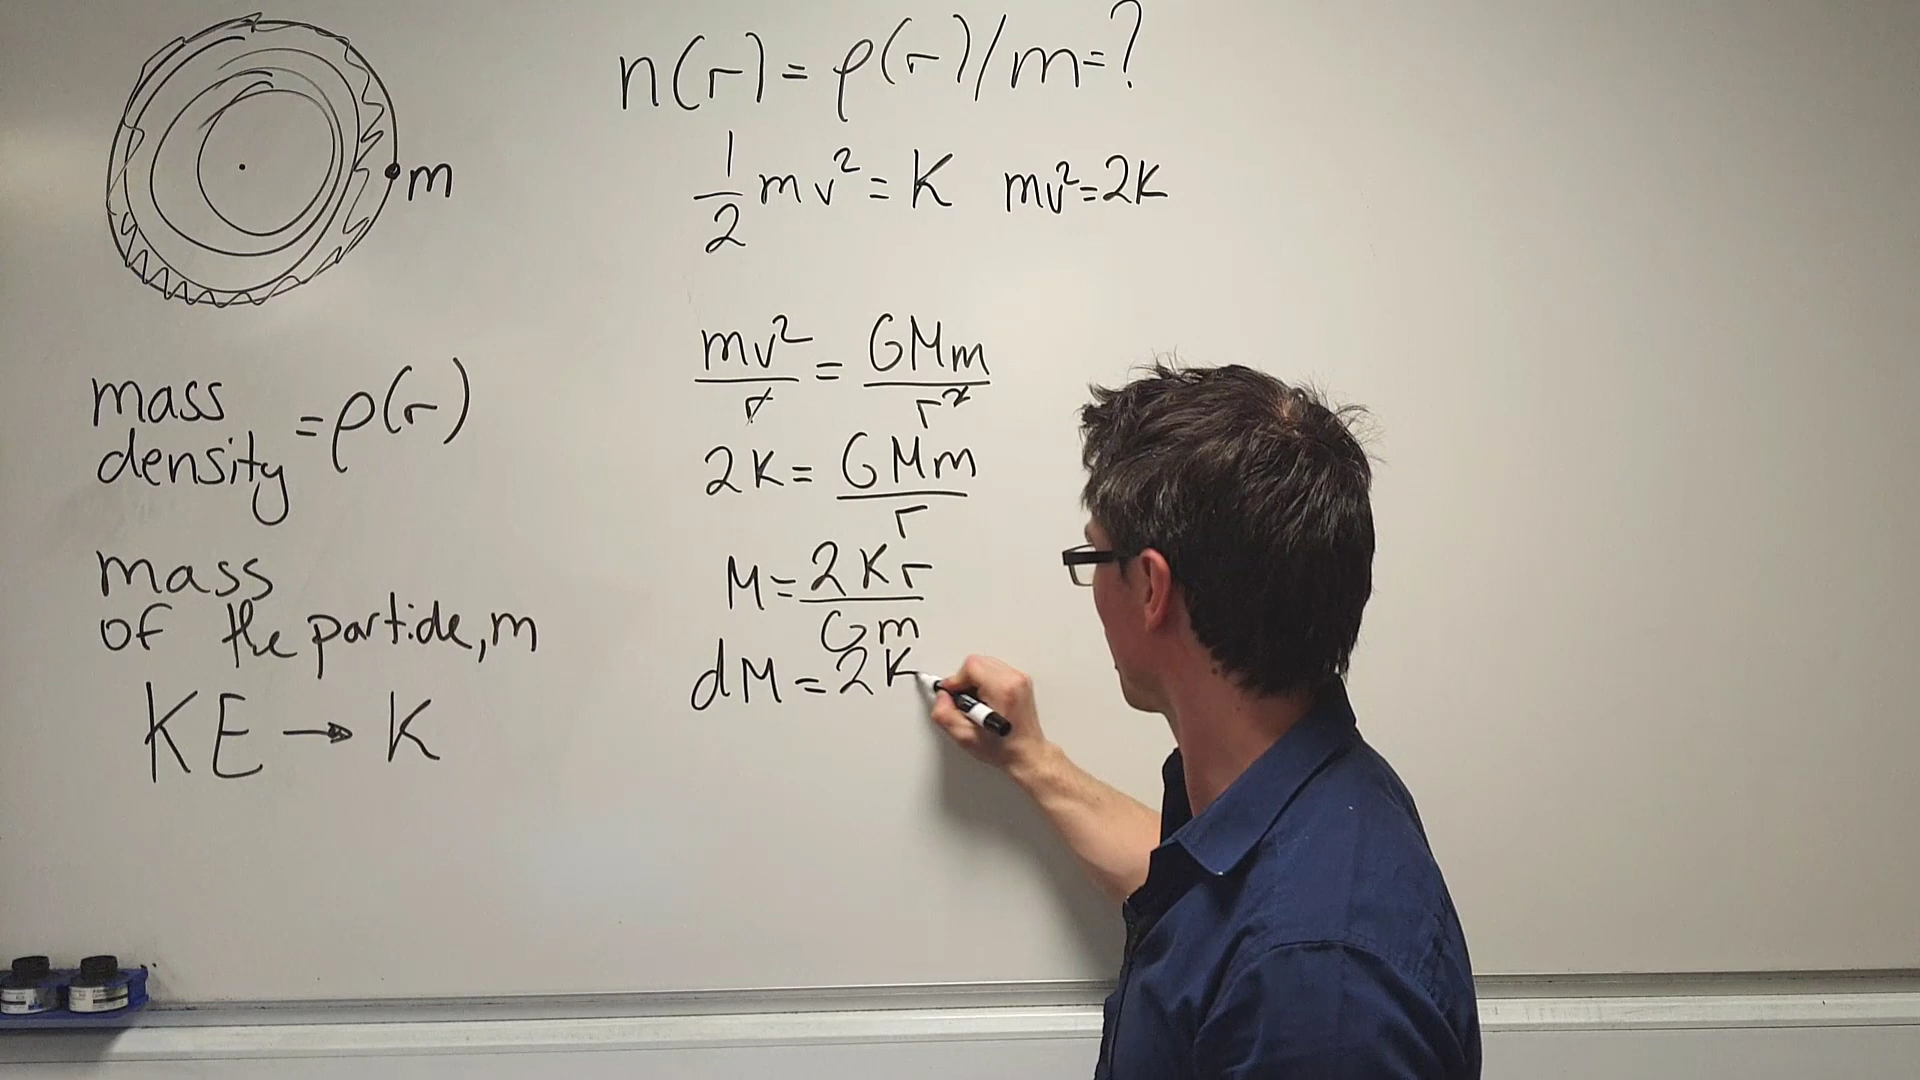 m
mass
density = ρ(r)
mass
of the particle, m
KE → K
n(r) = ρ(r)/m = ?
1/2 mv² = K mv² = 2K
mv²/r = GMm/r²
2K = GMm/r
M = 2Kr/Gm
dM = 2K